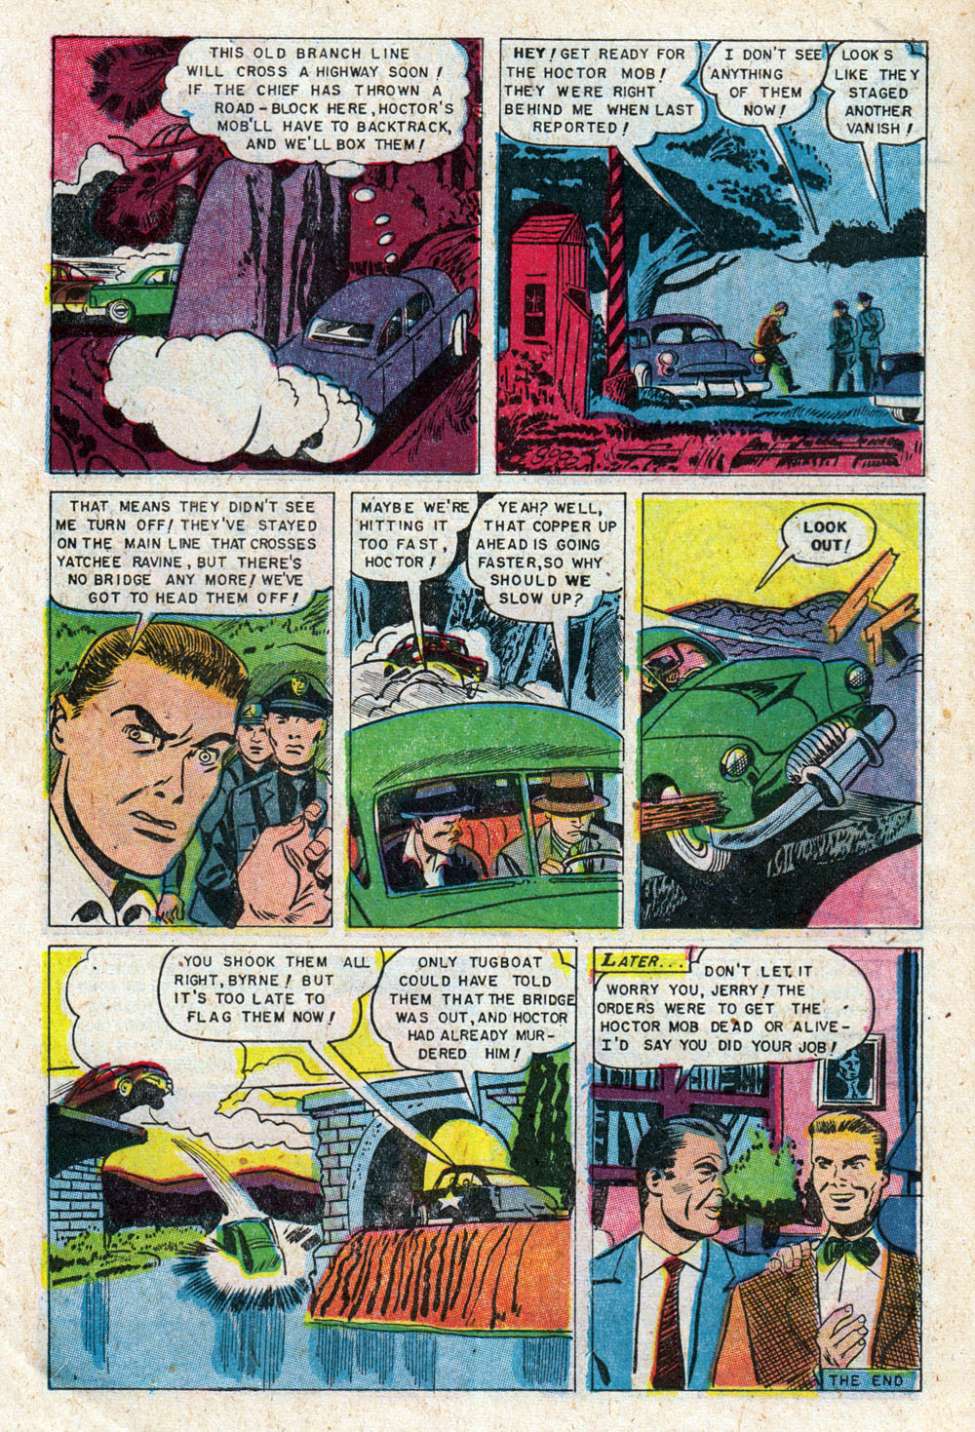 THIS OLD BRANCH LINE
WILL CROSS A HIGHWAY SOON!
IF THE CHIEF HAS THROWN A
ROAD-BLOCK HERE, HOCTOR'S
MOB'LL HAVE TO BACKTRACK,
AND WE'LL BOX THEM!
HEY! GET READY FOR
THE HOCTOR MOB!
THEY WERE RIGHT
BEHIND ME WHEN LAST
REPORTED!
I DON'T SEE
ANYTHING
OF THEM
NOW!
LOOKS
LIKE THEY
STAGED
ANOTHER
VANISH!
THAT MEANS THEY DIDN'T SEE
ME TURN OFF! THEY'VE STAYED
ON THE MAIN LINE THAT CROSSES
YATCHEE RAVINE, BUT THERE'S
NO BRIDGE ANY MORE! WE'VE
GOT TO HEAD THEM OFF!
MAYBE WE'RE
HITTING IT
TOO FAST,
HOCTOR!
YEAH? WELL,
THAT COPPER UP
AHEAD IS GOING
FASTER, SO WHY
SHOULD WE
SLOW UP?
LOOK
OUT!
YOU SHOOK THEM ALL
RIGHT, BYRNE! BUT
IT'S TOO LATE TO
FLAG THEM NOW!
ONLY TUGBOAT
COULD HAVE TOLD
THEM THAT THE BRIDGE
WAS OUT, AND HOCTOR
HAD ALREADY MUR-
DERED HIM!
LATER...
DON'T LET IT
WORRY YOU, JERRY! THE
ORDERS WERE TO GET THE
HOCTOR MOB DEAD OR ALIVE-
I'D SAY YOU DID YOUR JOB!
THE END